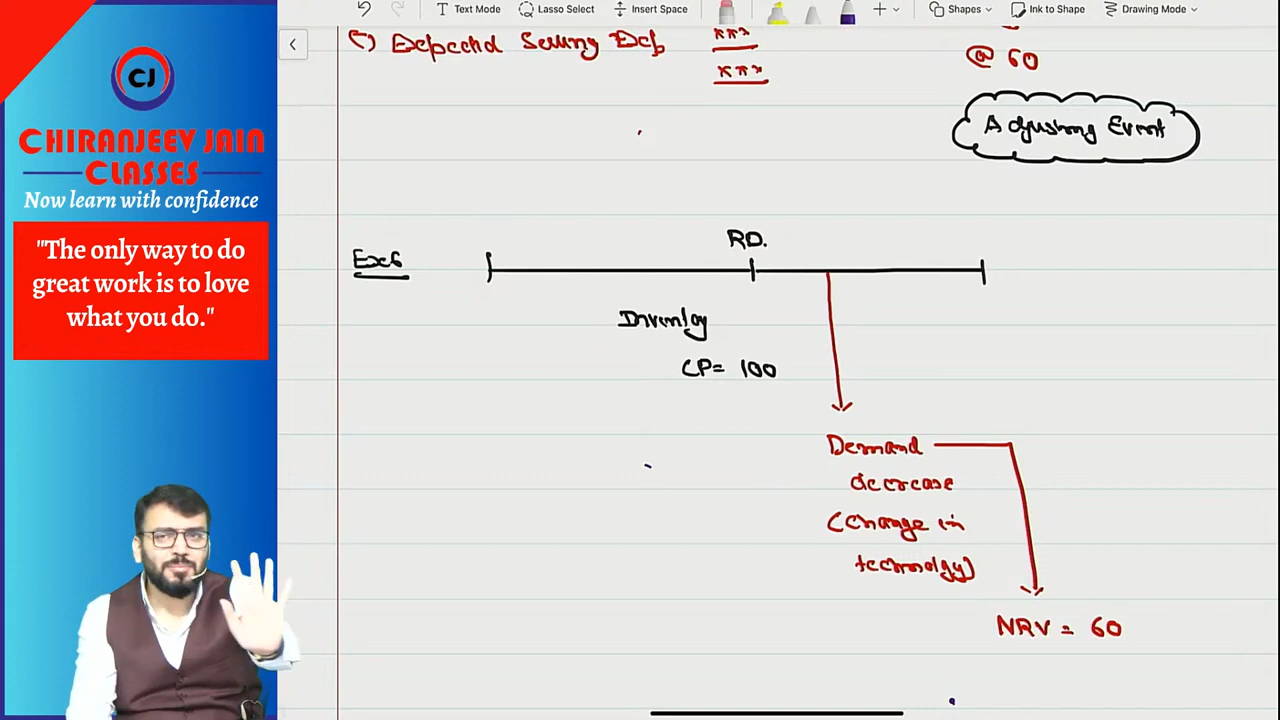 Text Mode
Lasso Select
Insert Space
Shapes
Ink to Shape
Drawing Mode
CJ
CHIRANJEEV JAIN
CLASSES
Now learn with confidence
"The only way to do
great work is to love
what you do."
(-) Expected Selling Exp xxx
xxx
@ 60
Adjusting Event
RD.
Inventory
CP = 100
Demand
decrease
(change in
technology)
NRV = 60